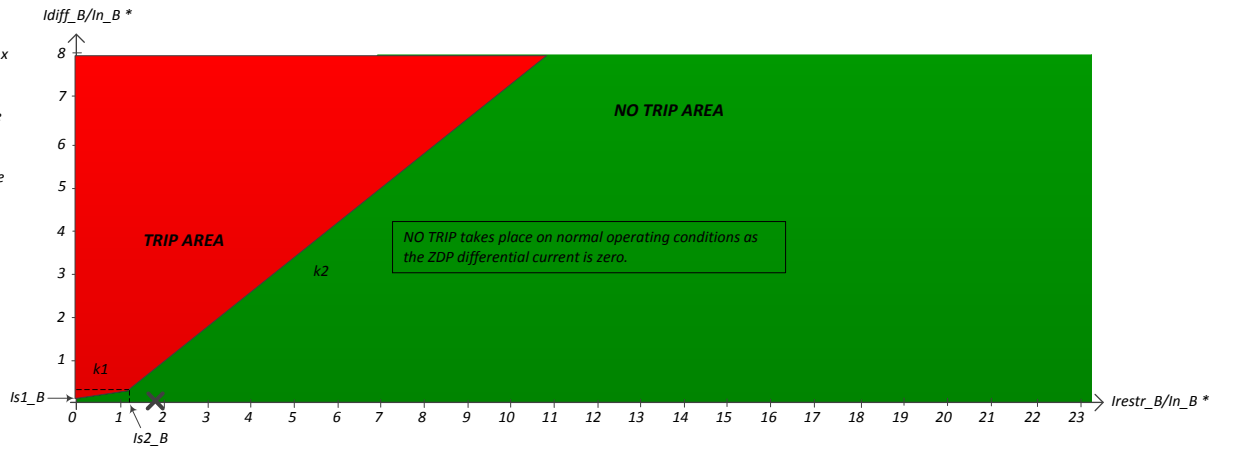 Idiff_B/In_B *
x
8
7
6
5
4
3
2
1
e
NO TRIP AREA
TRIP AREA
NO TRIP takes place on normal operating conditions as
the ZDP differential current is zero.
k2
k1
Is1_B
0 1 2 3 4 5 6 7 8 9 10 11 12 13 14 15 16 17 18 19 20 21 22 23
Irestr_B/In_B *
Is2_B